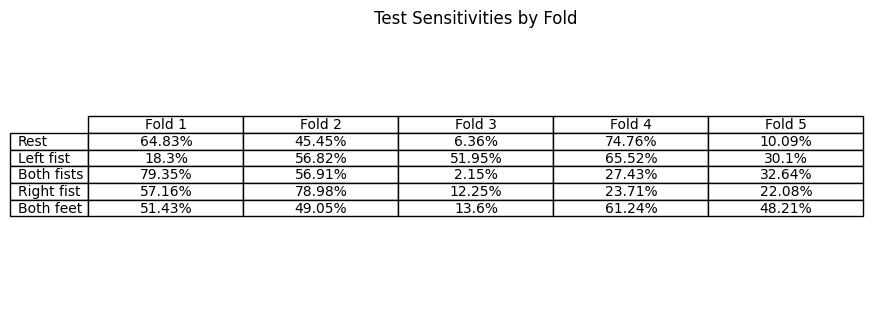 Test Sensitivities by Fold
Fold 1 Fold 2 Fold 3 Fold 4 Fold 5
Rest 64.83% 45.45% 6.36% 74.76% 10.09%
Left fist 18.3% 56.82% 51.95% 65.52% 30.1%
Both fists 79.35% 56.91% 2.15% 27.43% 32.64%
Right fist 57.16% 78.98% 12.25% 23.71% 22.08%
Both feet 51.43% 49.05% 13.6% 61.24% 48.21%